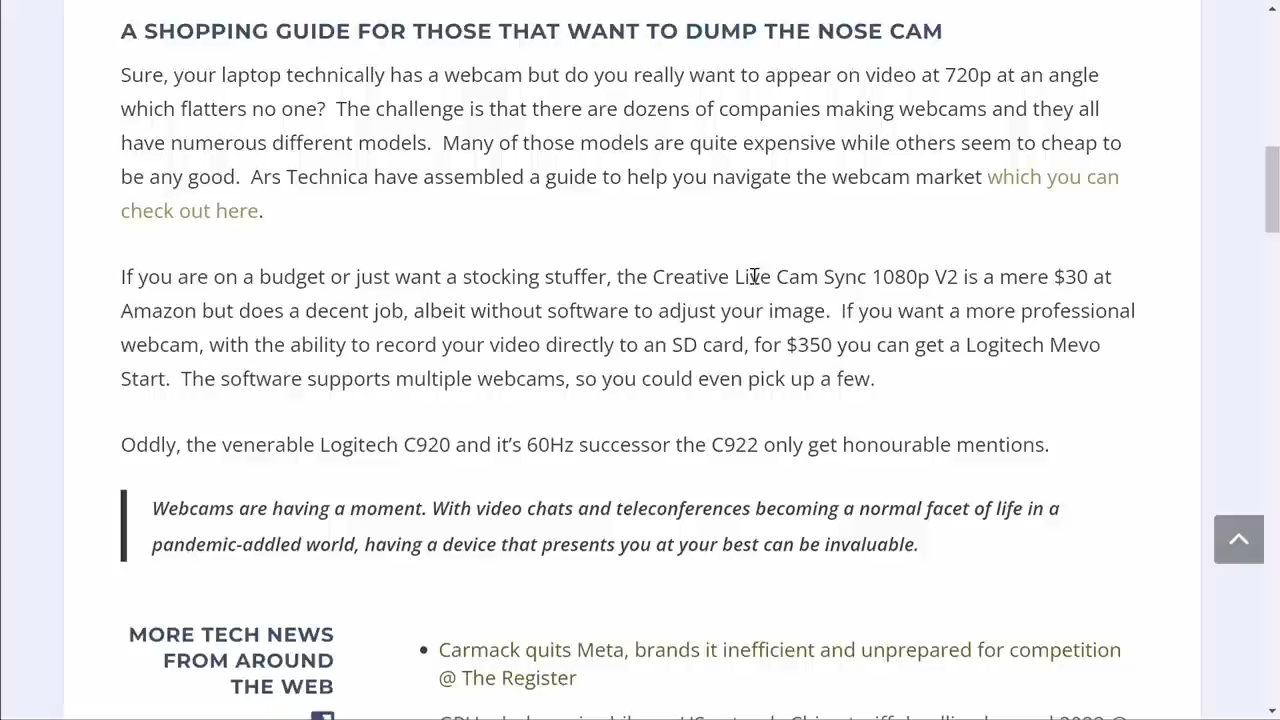 A SHOPPING GUIDE FOR THOSE THAT WANT TO DUMP THE NOSE CAM
Sure, your laptop technically has a webcam but do you really want to appear on video at 720p at an angle
which flatters no one?  The challenge is that there are dozens of companies making webcams and they all
have numerous different models.  Many of those models are quite expensive while others seem to cheap to
be any good.  Ars Technica have assembled a guide to help you navigate the webcam market which you can
check out here.
If you are on a budget or just want a stocking stuffer, the Creative Live Cam Sync 1080p V2 is a mere $30 at
Amazon but does a decent job, albeit without software to adjust your image.  If you want a more professional
webcam, with the ability to record your video directly to an SD card, for $350 you can get a Logitech Mevo
Start.  The software supports multiple webcams, so you could even pick up a few.
Oddly, the venerable Logitech C920 and it’s 60Hz successor the C922 only get honourable mentions.
Webcams are having a moment. With video chats and teleconferences becoming a normal facet of life in a
pandemic-addled world, having a device that presents you at your best can be invaluable.
MORE TECH NEWS
FROM AROUND
THE WEB
Carmack quits Meta, brands it inefficient and unprepared for competition
@ The Register